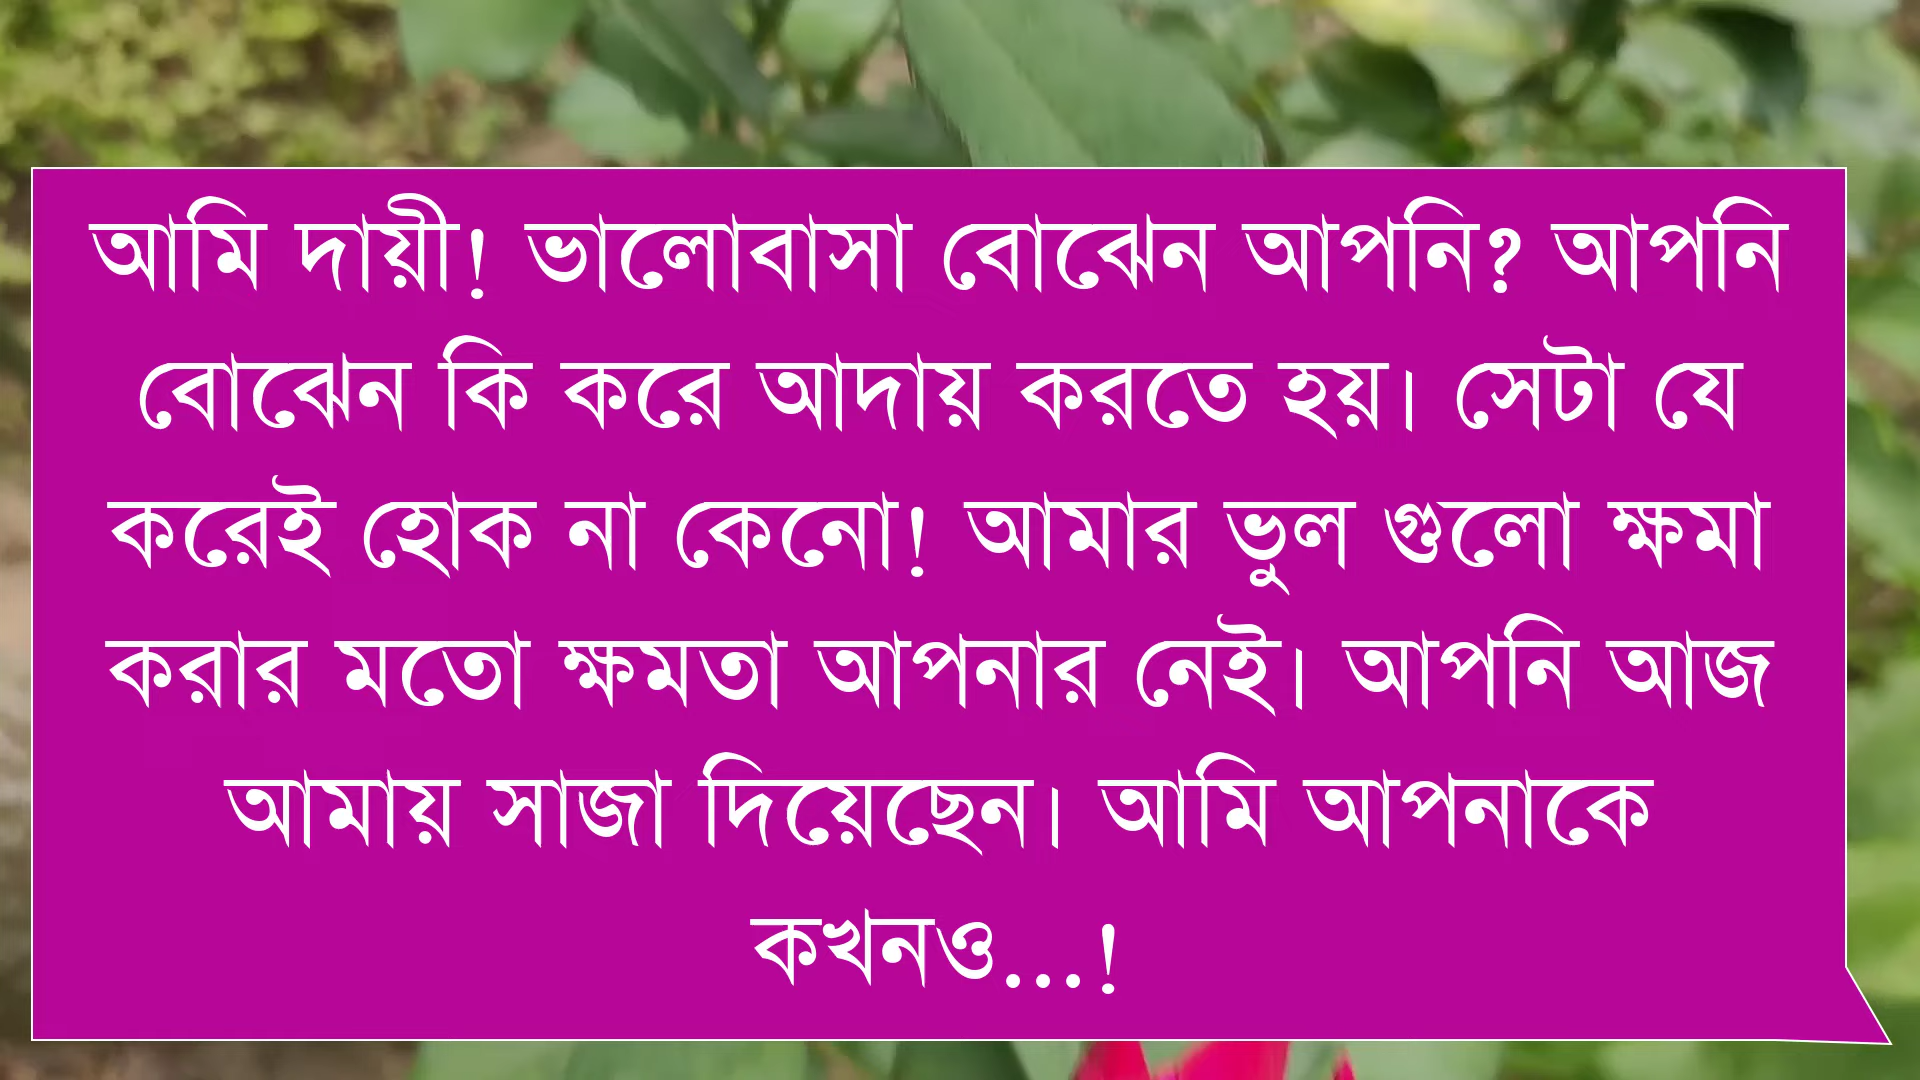 আমি দায়ী! ভালোবাসা বোঝেন আপনি? আপনি
বোঝেন কি করে আদায় করতে হয়। সেটা যে
করেই হোক না কেনো! আমার ভুল গুলো ক্ষমা
করার মতো ক্ষমতা আপনার নেই। আপনি আজ
আমায় সাজা দিয়েছেন। আমি আপনাকে
কখনও...!